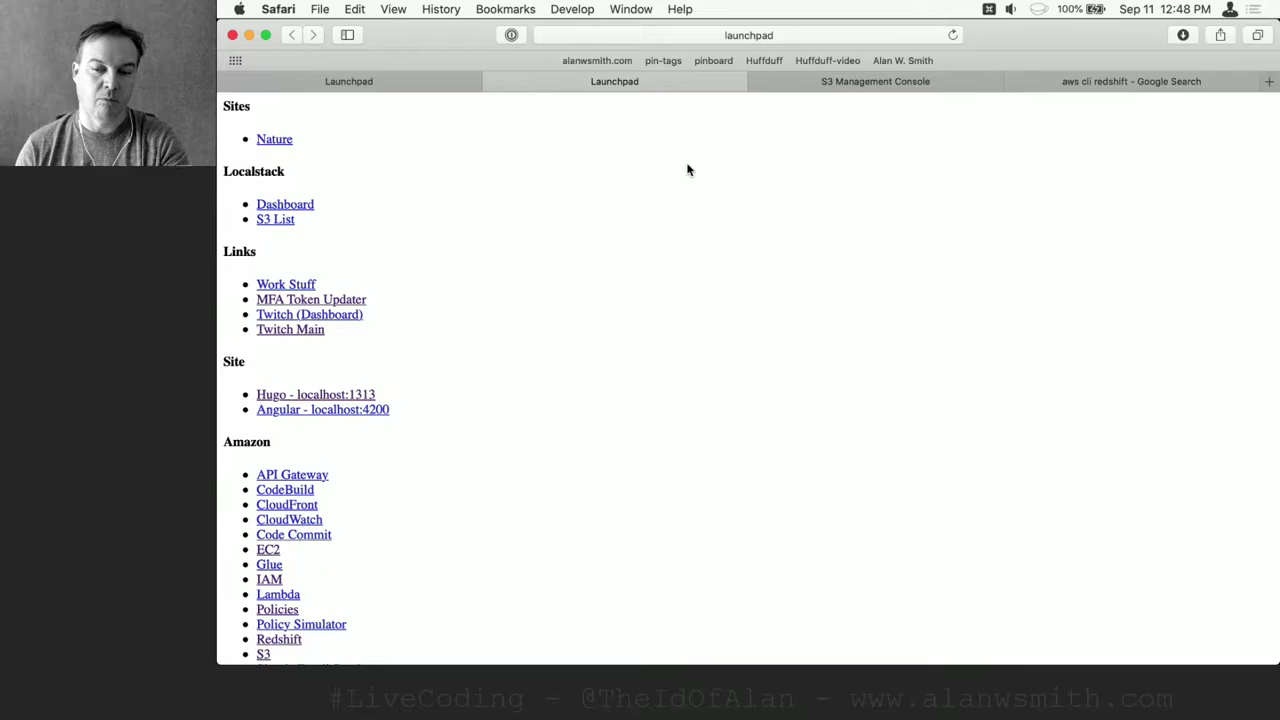 Safari File Edit View History Bookmarks Develop Window Help 100% Sep 11 12:48 PM
launchpad
alanwsmith.com pin-tags pinboard Huffduff Huffduff-video Alan W. Smith
Launchpad Launchpad S3 Management Console aws cli redshift - Google Search
Sites
Nature
Localstack
Dashboard
S3 List
Links
Work Stuff
MFA Token Updater
Twitch (Dashboard)
Twitch Main
Site
Hugo - localhost:1313
Angular - localhost:4200
Amazon
API Gateway
CodeBuild
CloudFront
CloudWatch
Code Commit
EC2
Glue
IAM
Lambda
Policies
Policy Simulator
Redshift
S3
#LiveCoding - @TheIdOfAlan - www.alanwsmith.com